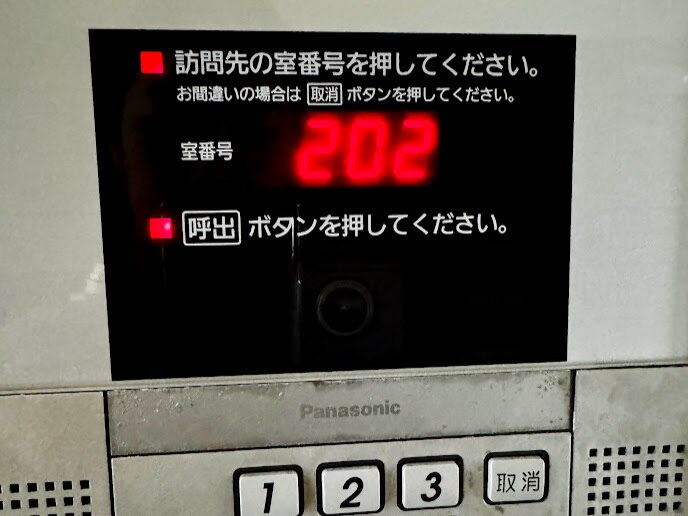 訪問先の室番号を押してください。
お間違いの場合は 取消 ボタンを押してください。
室番号 202
呼出 ボタンを押してください。
Panasonic
1 2 3 取消